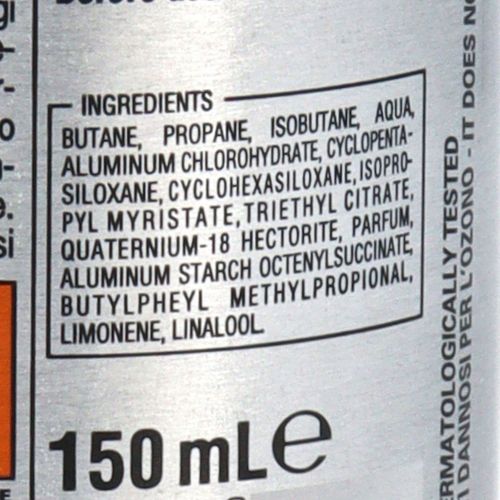 INGREDIENTS
BUTANE, PROPANE, ISOBUTANE, AQUA,
ALUMINUM CHLOROHYDRATE, CYCLOPENTA-
SILOXANE, CYCLOHEXASILOXANE, ISOPRO-
PYL MYRISTATE, TRIETHYL CITRATE,
QUATERNIUM-18 HECTORITE, PARFUM,
ALUMINUM STARCH OCTENYLSUCCINATE,
BUTYLPHEYL METHYLPROPIONAL,
LIMONENE, LINALOOL.
150 mL e
ERMATOLOGICALLY TESTED
DANNOSI PER L'OZONO - IT DOES NO